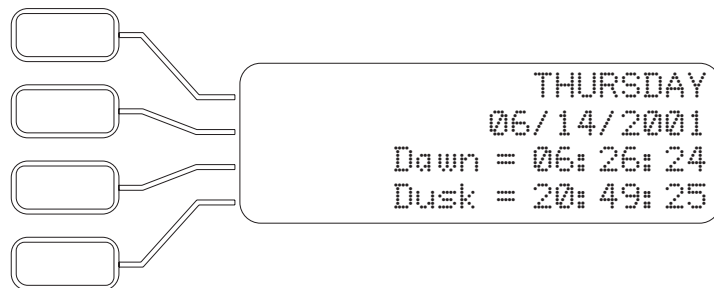 THURSDAY
06/14/2001
Dawn = 06:26:24
Dusk = 20:49:25